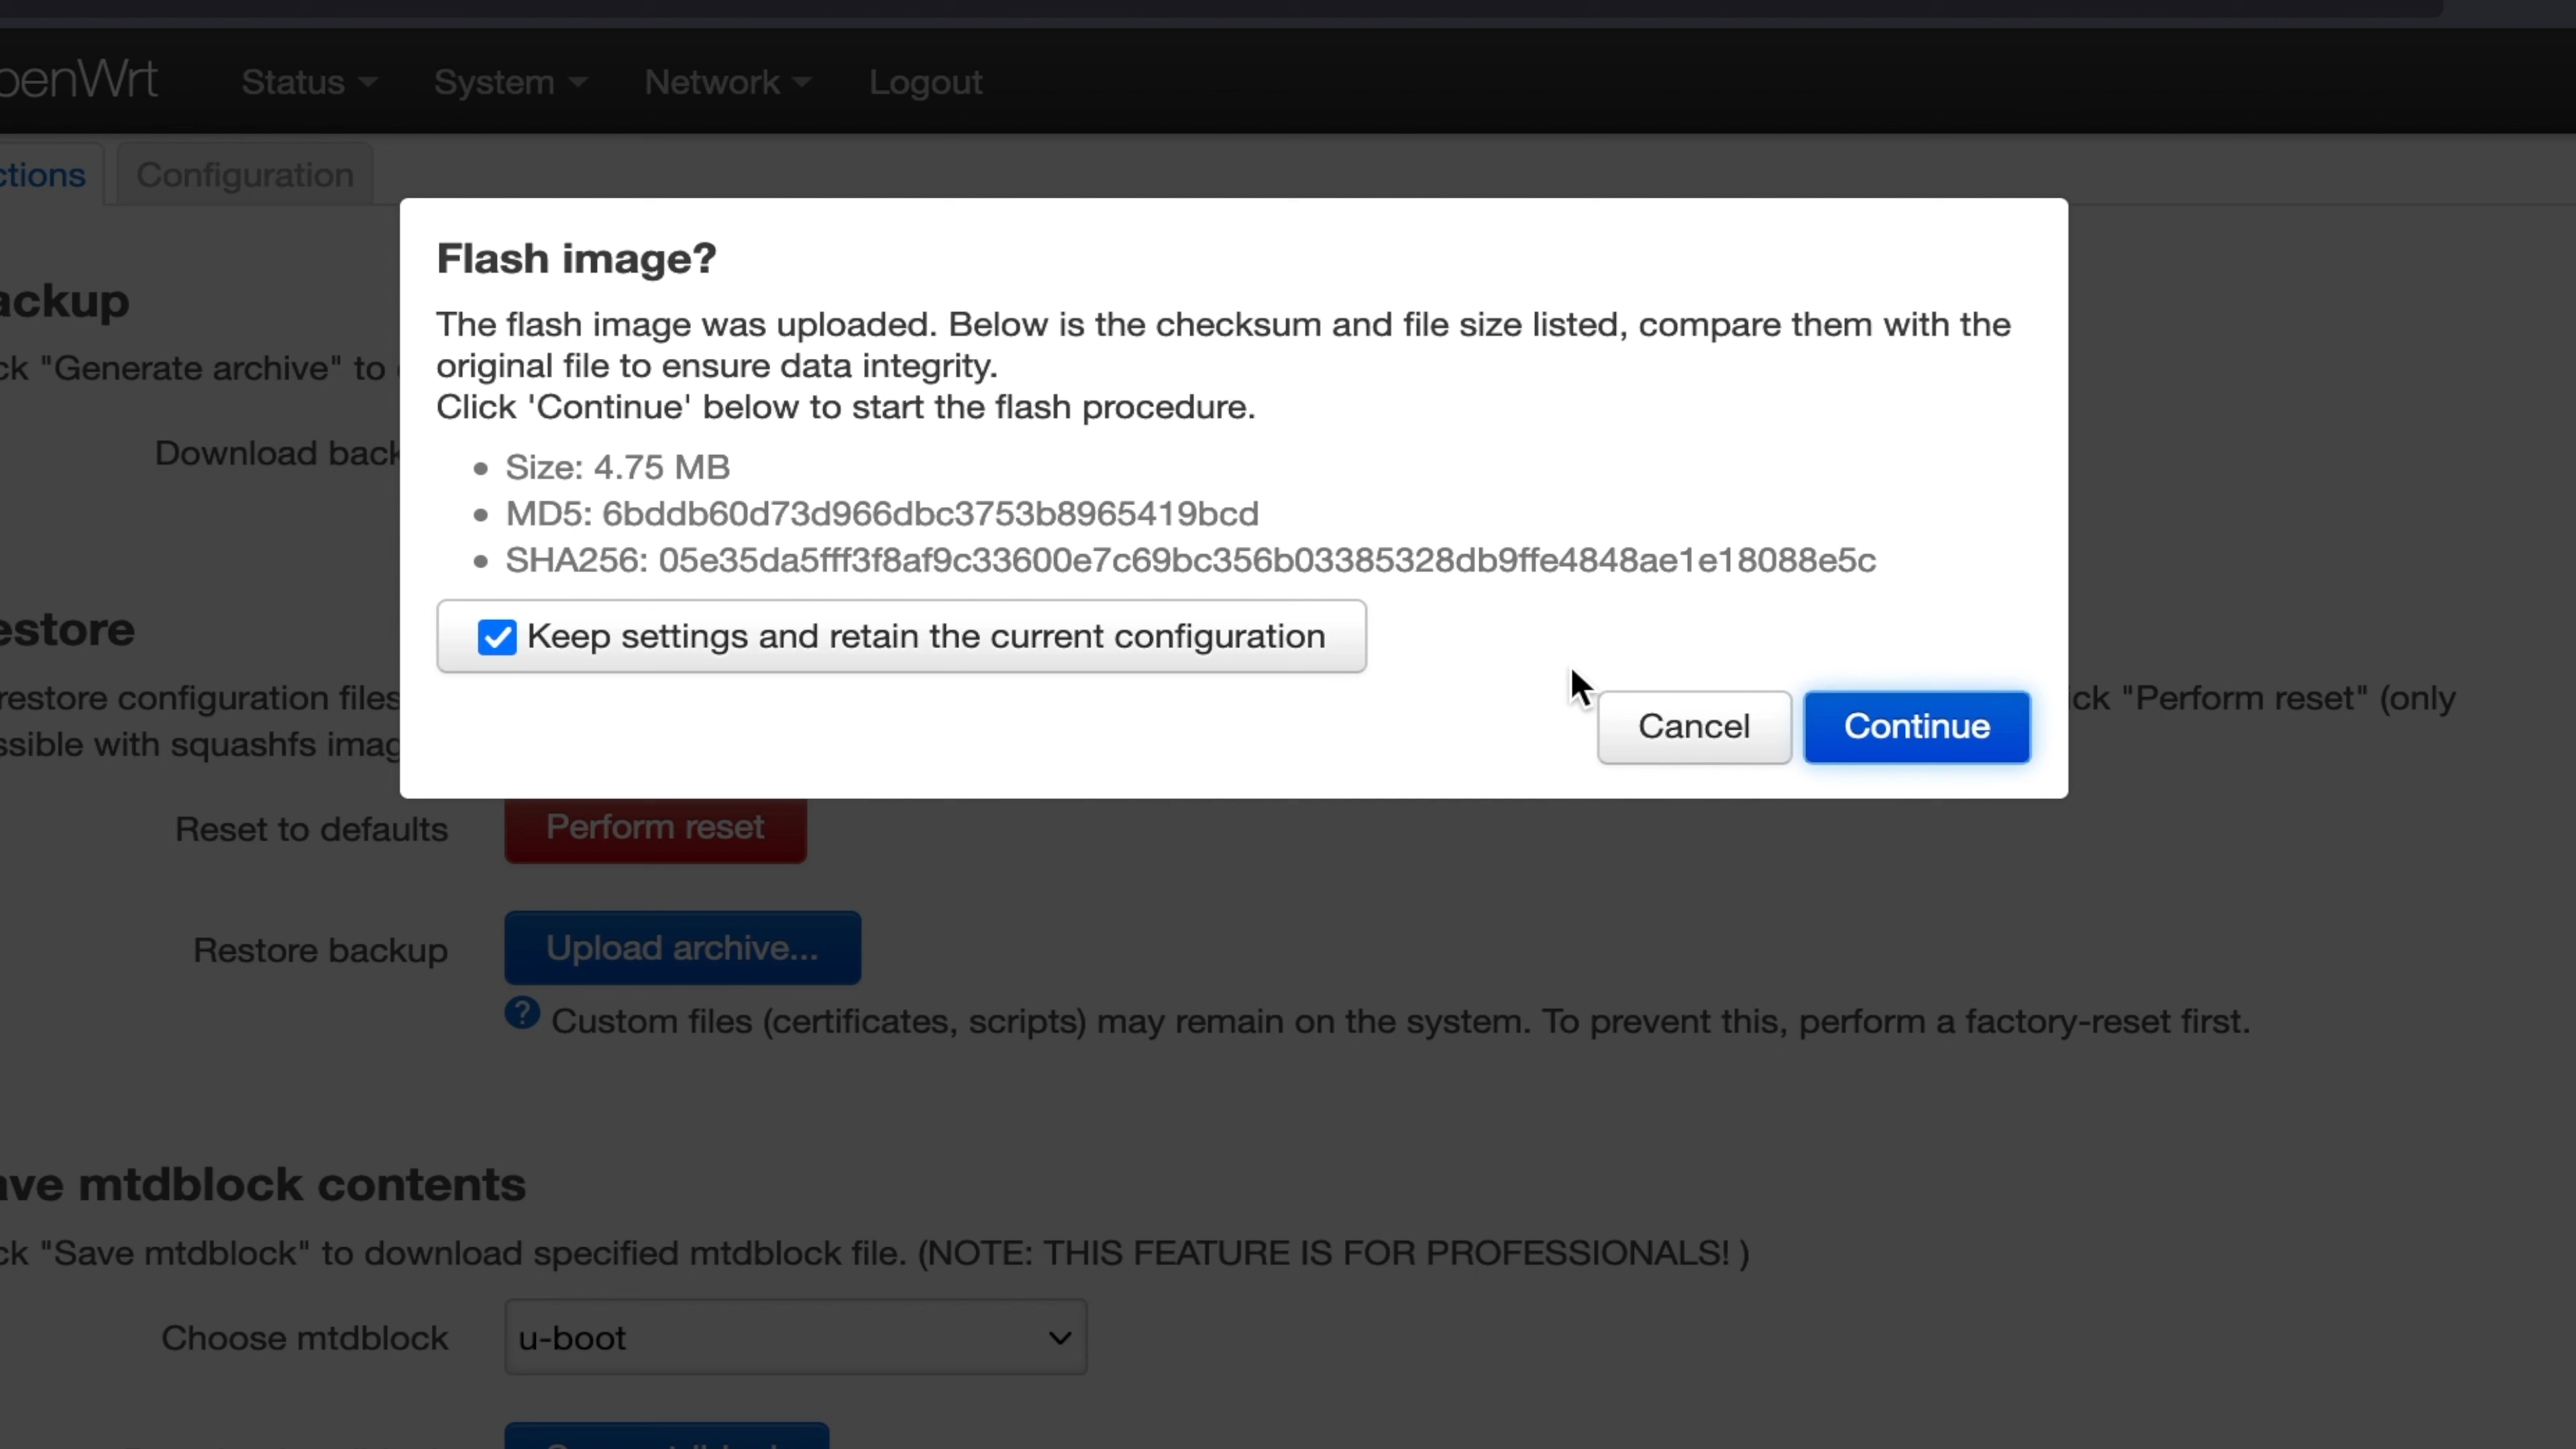 penWrt Status System Network Logout
ctions Configuration
Flash image?
The flash image was uploaded. Below is the checksum and file size listed, compare them with the
original file to ensure data integrity.
Click 'Continue' below to start the flash procedure.
• Size: 4.75 MB
• MD5: 6bddb60d73d966dbc3753b8965419bcd
• SHA256: 05e35da5fff3f8af9c33600e7c69bc356b03385328db9ffe4848ae1e18088e5c
Keep settings and retain the current configuration
Cancel Continue
ackup
ck "Generate archive" to
Download back
estore
restore configuration files ck "Perform reset" (only
ssible with squashfs imag
Reset to defaults Perform reset
Restore backup Upload archive...
? Custom files (certificates, scripts) may remain on the system. To prevent this, perform a factory-reset first.
ave mtdblock contents
ck "Save mtdblock" to download specified mtdblock file. (NOTE: THIS FEATURE IS FOR PROFESSIONALS! )
Choose mtdblock u-boot